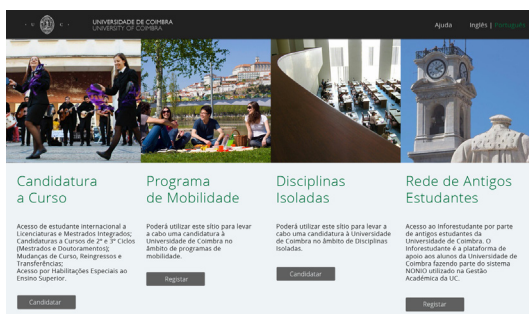 · U · C ·
UNIVERSIDADE DE COIMBRA
UNIVERSITY OF COIMBRA
Ajuda
Inglês | Português
Candidatura
a Curso
Acesso de estudante internacional a
Licenciaturas e Mestrados Integrados;
Candidaturas a Cursos de 2º e 3º Ciclos
(Mestrados e Doutoramentos);
Mudanças de Curso, Reingressos e
Transferências;
Acesso por Habilitações Especiais ao
Ensino Superior.
Candidatar
Programa
de Mobilidade
Poderá utilizar este sítio para levar
a cabo uma candidatura à
Universidade de Coimbra no
âmbito de programas de
mobilidade.
Registar
Disciplinas
Isoladas
Poderá utilizar este sítio para levar
a cabo uma candidatura à Universidade
de Coimbra no âmbito de Disciplinas
Isoladas.
Candidatar
Rede de Antigos
Estudantes
Acesso ao Inforestudante por parte
de antigos estudantes da
Universidade de Coimbra. O
Inforestudante é a plataforma de
apoio aos alunos da Universidade de
Coimbra fazendo parte do sistema
NONIO utilizado na Gestão
Académica da UC.
Registar